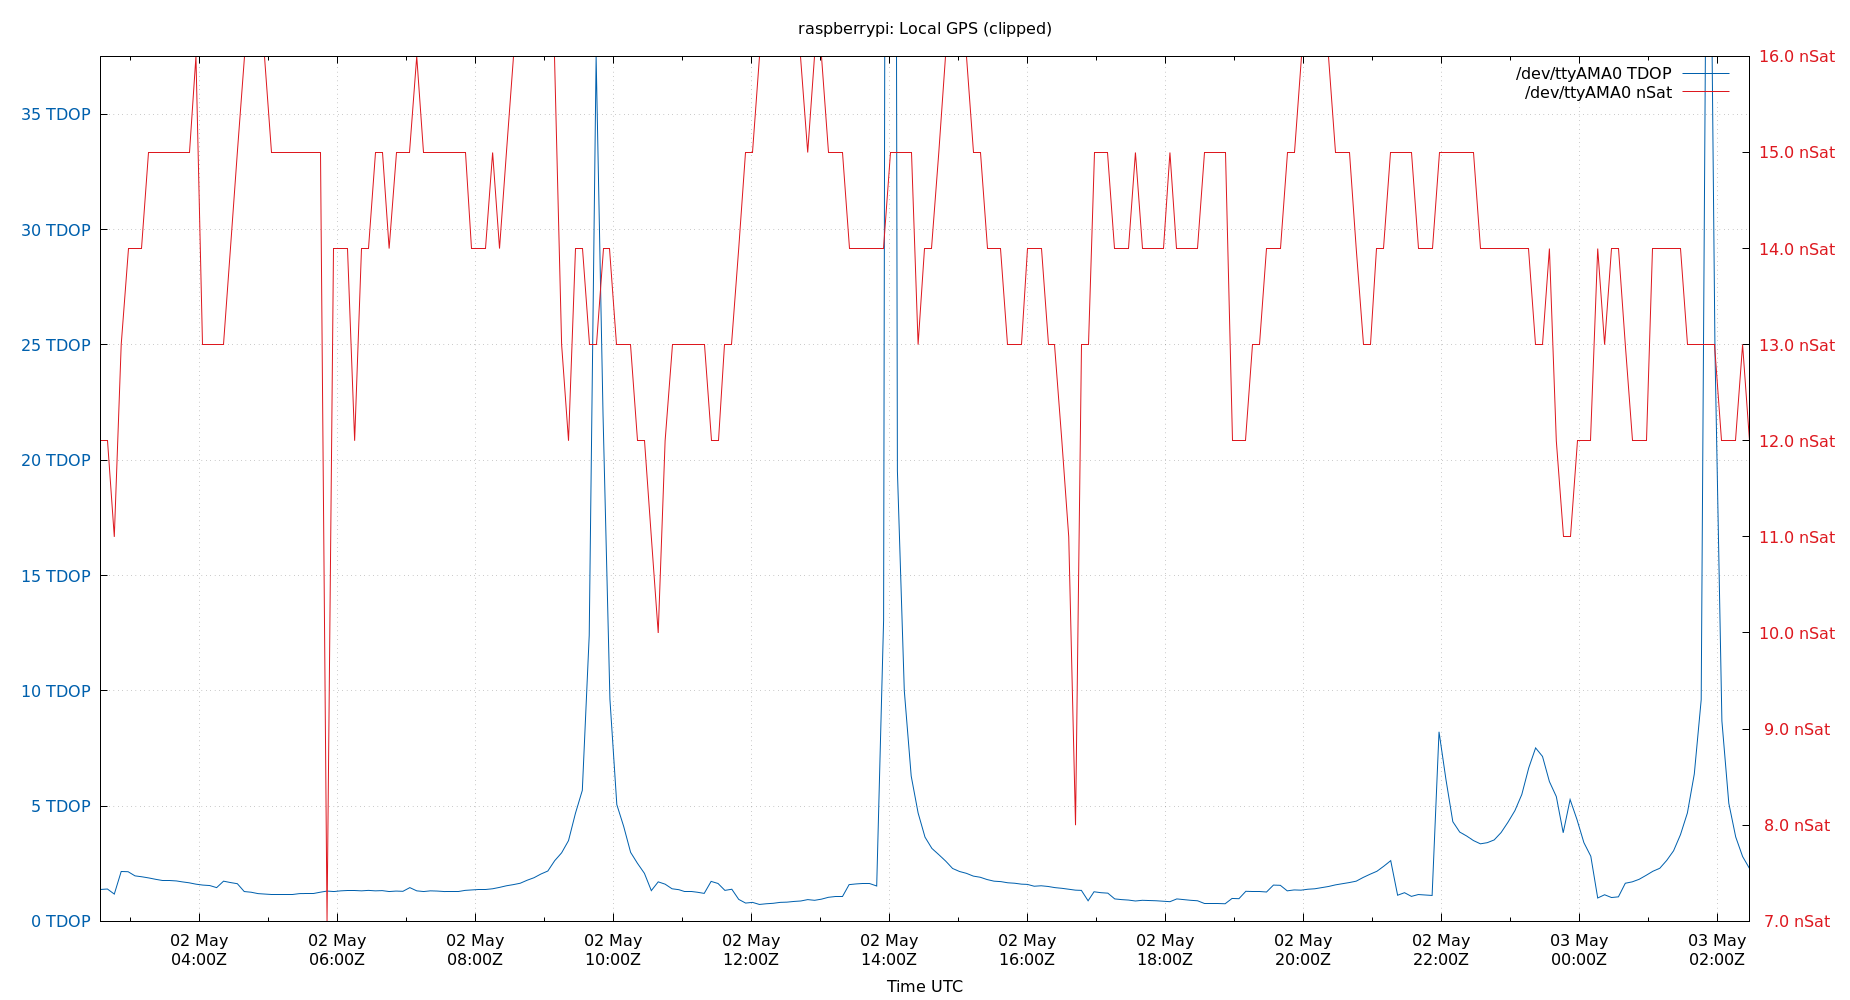 raspberrypi: Local GPS (clipped)
/dev/ttyAMA0 TDOP
/dev/ttyAMA0 nSat
35 TDOP
30 TDOP
25 TDOP
20 TDOP
15 TDOP
10 TDOP
5 TDOP
0 TDOP
16.0 nSat
15.0 nSat
14.0 nSat
13.0 nSat
12.0 nSat
11.0 nSat
10.0 nSat
9.0 nSat
8.0 nSat
7.0 nSat
02 May 04:00Z
02 May 06:00Z
02 May 08:00Z
02 May 10:00Z
02 May 12:00Z
02 May 14:00Z
02 May 16:00Z
02 May 18:00Z
02 May 20:00Z
02 May 22:00Z
03 May 00:00Z
03 May 02:00Z
Time UTC